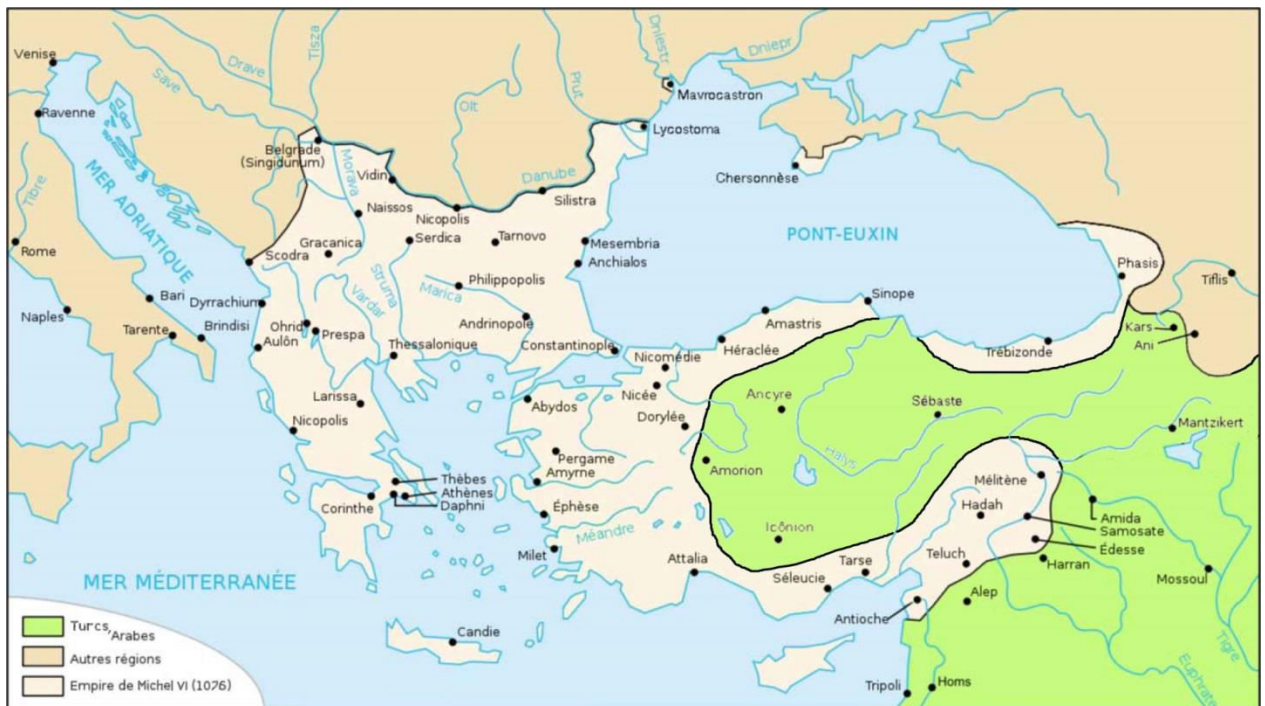 Venise
Ravenne
Tibre
Rome
Naples
MER ADRIATIQUE
Bari
Tarente
Brindisi
Save
Drave
Tisza
Olt
Prut
Dniestr
Dniepr
Mavrocastron
Lycostoma
Belgrade
(Singidunum)
Morava
Vidin
Danube
Silistra
Naissos
Nicopolis
Gracanica
Serdica
Tarnovo
Mesembria
Anchialos
Scodra
Struma
Marica
Philippopolis
Vardar
Dyrrachium
Ohrid
Prespa
Aulôn
Andrinople
Constantinople
Thessalonique
Larissa
Nicopolis
Thèbes
Athènes
Daphni
Corinthe
Chersonnèse
PONT-EUXIN
Phasis
Tiflis
Sinope
Amastris
Héraclée
Trébizonde
Kars
Ani
Nicomédie
Nicée
Dorylée
Abydos
Pergame
Amyrne
Éphèse
Milet
Méandre
Attalia
Ancyre
Amorion
Halys
Sébaste
Mantzikert
Icônion
Mélitène
Hadah
Amida
Samosate
Édesse
Harran
Mossoul
Teluch
Tarse
Séleucie
Antioche
Alep
Tripoli
Homs
Euphrate
Tigre
MER MÉDITERRANÉE
Candie
Turcs, Arabes
Autres régions
Empire de Michel VI (1076)